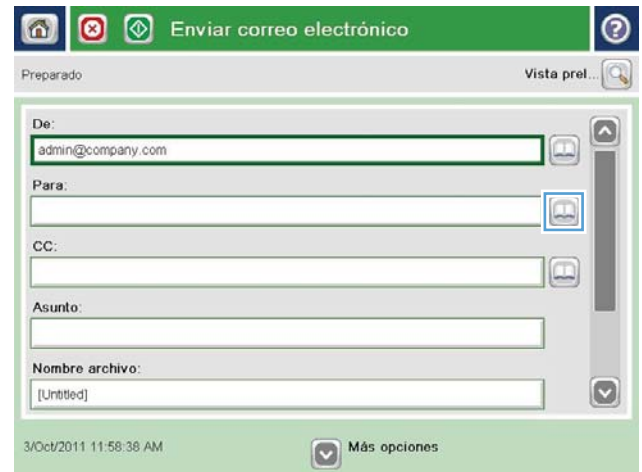 Enviar correo electrónico
Preparado
Vista prel...
De:
admin@company.com
Para:
CC:
Asunto:
Nombre archivo:
[Untitled]
3/Oct/2011 11:58:38 AM
Más opciones